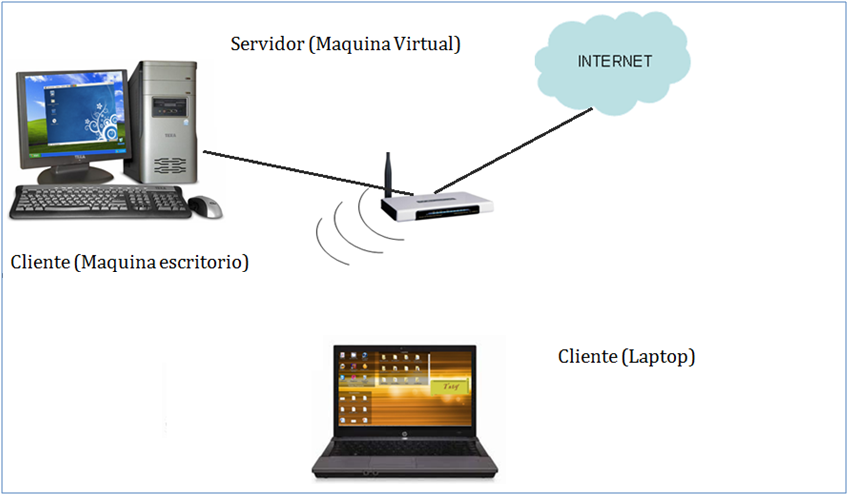 Servidor (Maquina Virtual)
INTERNET
Cliente (Maquina escritorio)
Cliente (Laptop)